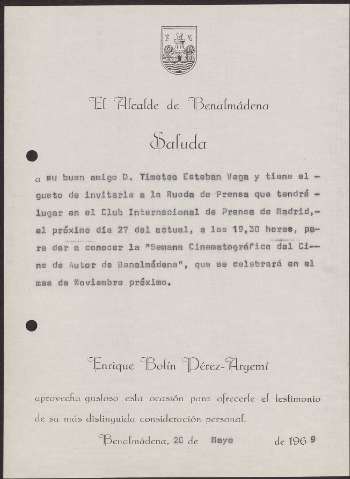 El Alcalde de Benalmádena
Saluda
a su buen amigo D. Timoteo Esteban Vega y tiene el -
gusto de invitarle a la Rueda de Prensa que tendrá -
lugar en el Club Internacional de Prensa de Madrid,-
el próximo día 27 del actual, a las 19,30 horas, pa-
ra dar a conocer la "Semana Cinematográfica del Ci--
ne de Autor de Benalmádena", que se celebrará en el
mes de Noviembre próximo.
Enrique Bolín Pérez-Argemí
aprovecha gustoso esta ocasión para ofrecerle el testimonio
de su más distinguida consideración personal.
Benalmádena, 20 de Mayo de 1969